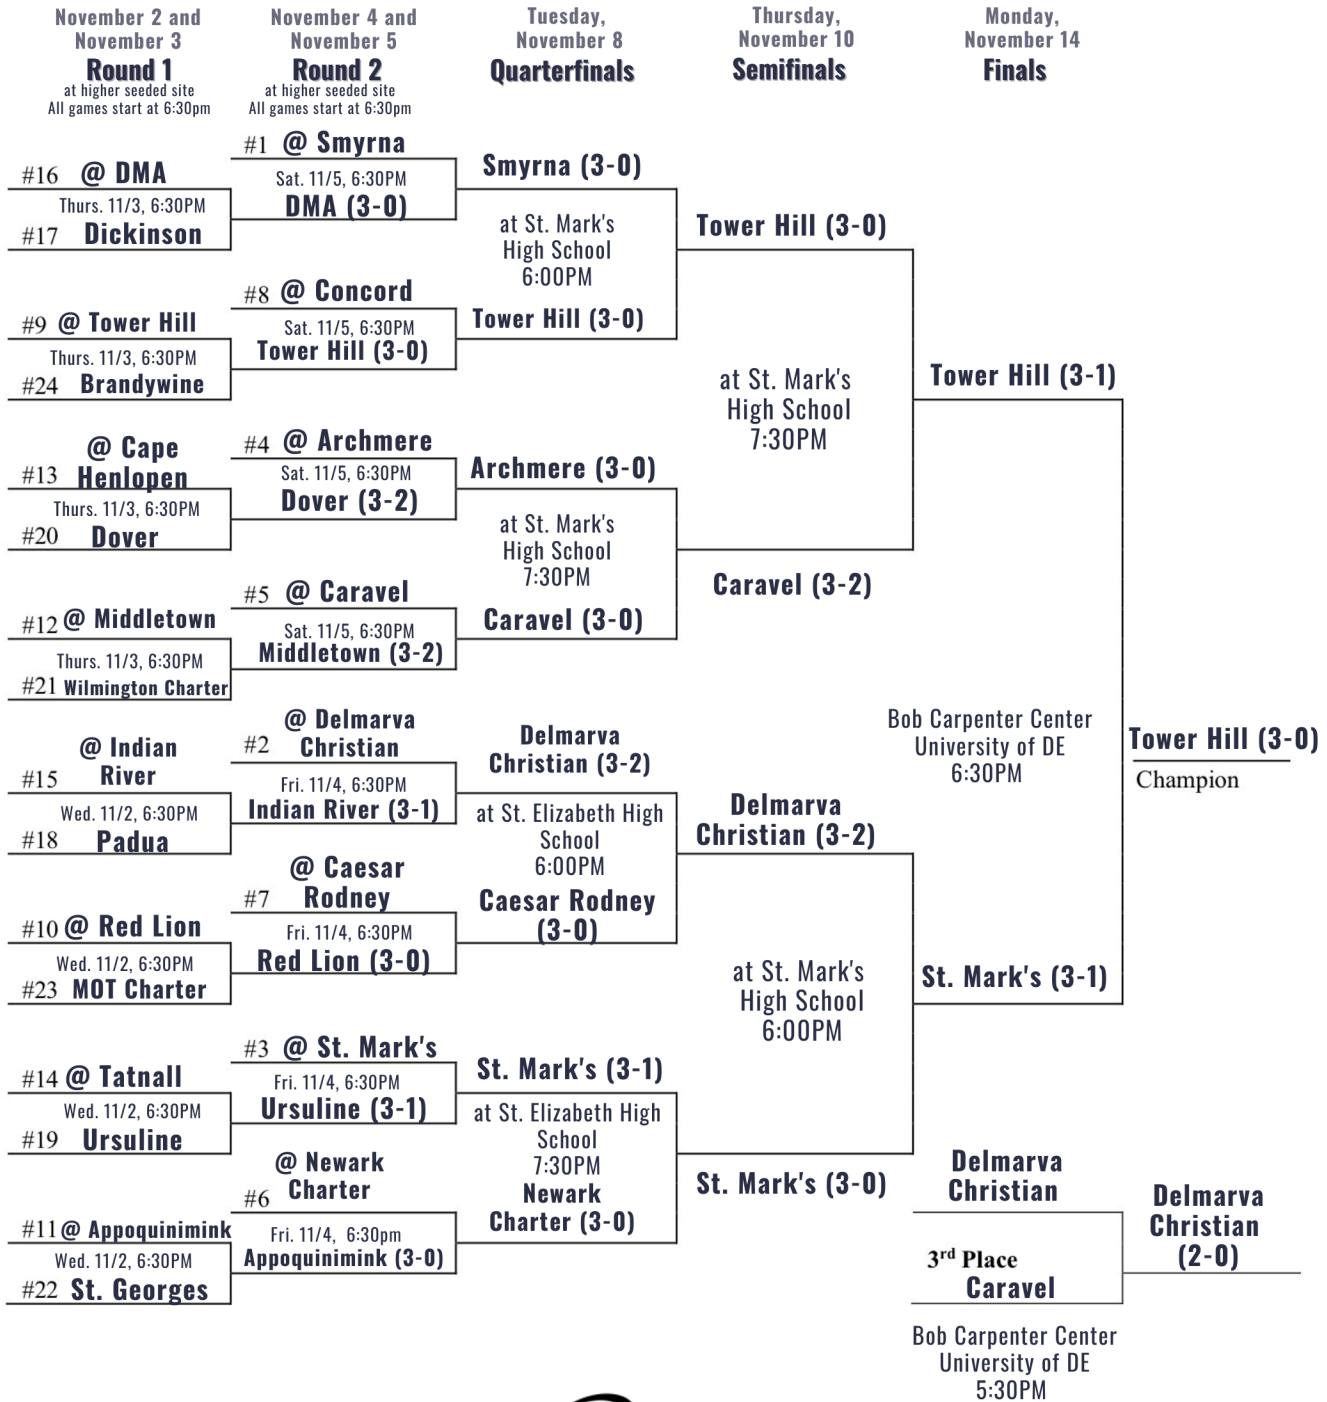 November 2 and
November 3
Round 1
at higher seeded site
All games start at 6:30pm
November 4 and
November 5
Round 2
at higher seeded site
All games start at 6:30pm
Tuesday,
November 8
Quarterfinals
Thursday,
November 10
Semifinals
Monday,
November 14
Finals
#16 @ DMA
Thurs. 11/3, 6:30PM
#17 Dickinson
#9 @ Tower Hill
Thurs. 11/3, 6:30PM
#24 Brandywine
@ Cape
#13 Henlopen
Thurs. 11/3, 6:30PM
#20 Dover
#12 @ Middletown
Thurs. 11/3, 6:30PM
#21 Wilmington Charter
@ Indian
River
#15
Wed. 11/2, 6:30PM
#18 Padua
#10 @ Red Lion
Wed. 11/2, 6:30PM
#23 MOT Charter
#14 @ Tatnall
Wed. 11/2, 6:30PM
#19 Ursuline
#11 @ Appoquinimink
Wed. 11/2, 6:30PM
#22 St. Georges
#1 @ Smyrna
Sat. 11/5, 6:30PM
DMA (3-0)
#8 @ Concord
Sat. 11/5, 6:30PM
Tower Hill (3-0)
#4 @ Archmere
Sat. 11/5, 6:30PM
Dover (3-2)
#5 @ Caravel
Sat. 11/5, 6:30PM
Middletown (3-2)
@ Delmarva
#2 Christian
Fri. 11/4, 6:30PM
Indian River (3-1)
@ Caesar
#7 Rodney
Fri. 11/4, 6:30PM
Red Lion (3-0)
#3 @ St. Mark's
Fri. 11/4, 6:30PM
Ursuline (3-1)
@ Newark
Charter
#6
Fri. 11/4, 6:30pm
Appoquinimink (3-0)
Smyrna (3-0)
at St. Mark's
High School
6:00PM
Tower Hill (3-0)
Archmere (3-0)
at St. Mark's
High School
7:30PM
Caravel (3-0)
Delmarva
Christian (3-2)
at St. Elizabeth High
School
6:00PM
Caesar Rodney
(3-0)
St. Mark's (3-1)
at St. Elizabeth High
School
7:30PM
Newark
Charter (3-0)
Tower Hill (3-0)
at St. Mark's
High School
7:30PM
Caravel (3-2)
Delmarva
Christian (3-2)
at St. Mark's
High School
6:00PM
St. Mark's (3-0)
Tower Hill (3-1)
Bob Carpenter Center
University of DE
6:30PM
St. Mark's (3-1)
Tower Hill (3-0)
Champion
Delmarva
Christian
3rd Place
Caravel
Bob Carpenter Center
University of DE
5:30PM
Delmarva
Christian
(2-0)